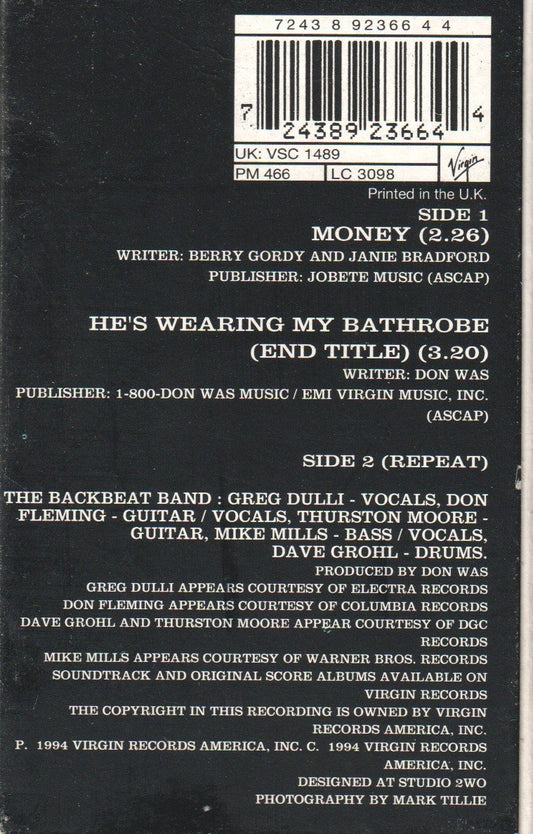 7243 8 92366 4 4
7 24389 23664 4
UK: VSC 1489
PM 466 LC 3098 Virgin
Printed in the U.K.
SIDE 1
MONEY (2.26)
WRITER: BERRY GORDY AND JANIE BRADFORD
PUBLISHER: JOBETE MUSIC (ASCAP)
HE'S WEARING MY BATHROBE
(END TITLE) (3.20)
WRITER: DON WAS
PUBLISHER: 1-800-DON WAS MUSIC / EMI VIRGIN MUSIC, INC.
(ASCAP)
SIDE 2 (REPEAT)
THE BACKBEAT BAND : GREG DULLI - VOCALS, DON
FLEMING - GUITAR / VOCALS, THURSTON MOORE -
GUITAR, MIKE MILLS - BASS / VOCALS,
DAVE GROHL - DRUMS.
PRODUCED BY DON WAS
GREG DULLI APPEARS COURTESY OF ELECTRA RECORDS
DON FLEMING APPEARS COURTESY OF COLUMBIA RECORDS
DAVE GROHL AND THURSTON MOORE APPEAR COURTESY OF DGC
RECORDS
MIKE MILLS APPEARS COURTESY OF WARNER BROS. RECORDS
SOUNDTRACK AND ORIGINAL SCORE ALBUMS AVAILABLE ON
VIRGIN RECORDS
THE COPYRIGHT IN THIS RECORDING IS OWNED BY VIRGIN
RECORDS AMERICA, INC.
P. 1994 VIRGIN RECORDS AMERICA, INC. C. 1994 VIRGIN RECORDS
AMERICA, INC.
DESIGNED AT STUDIO 2WO
PHOTOGRAPHY BY MARK TILLIE